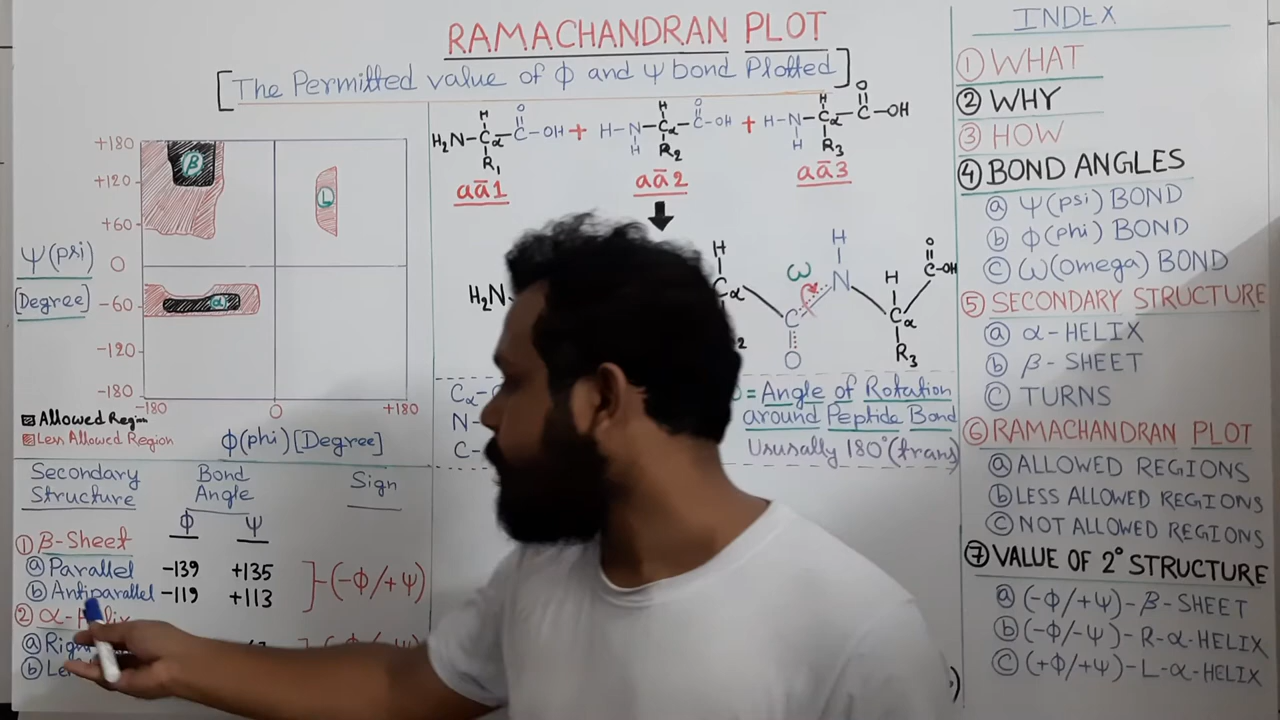 RAMACHANDRAN PLOT
[The Permitted value of Φ and Ψ bond Plotted]
+180
+120
+60
0
-60
-120
-180
β
L
α
Ψ(psi)
[Degree]
-180
0
+180
Φ(phi)[Degree]
Allowed Region
Less Allowed Region
H₂N-Cα-C-OH + H-N-Cα-C-OH + H-N-Cα-C-OH
H O H O H O
R₁ H R₂ H R₃
aā1
aā2
aā3
H H O
H₂N ω N H C-OH
Cα C Cα
O R₃
Cα-
N-
C-
= Angle of Rotation
around Peptide Bond
Ususally 180°(trans)
Secondary
Structure
Bond
Angle
Sign
Φ Ψ
① β-Sheet
ⓐ Parallel -139 +135
ⓑ Antiparallel -119 +113
}-(-Φ/+Ψ)
② α-Helix
ⓐ
ⓑ
INDEX
① WHAT
② WHY
③ HOW
④ BOND ANGLES
ⓐ Ψ(psi) BOND
ⓑ Φ(phi) BOND
ⓒ ω(omega) BOND
⑤ SECONDARY STRUCTURE
ⓐ α-HELIX
ⓑ β-SHEET
ⓒ TURNS
⑥ RAMACHANDRAN PLOT
ⓐ ALLOWED REGIONS
ⓑ LESS ALLOWED REGIONS
ⓒ NOT ALLOWED REGIONS
⑦ VALUE OF 2° STRUCTURE
ⓐ (-Φ/+Ψ)-β-SHEET
ⓑ (-Φ/-Ψ)-R-α-HELIX
ⓒ (+Φ/+Ψ)-L-α-HELIX